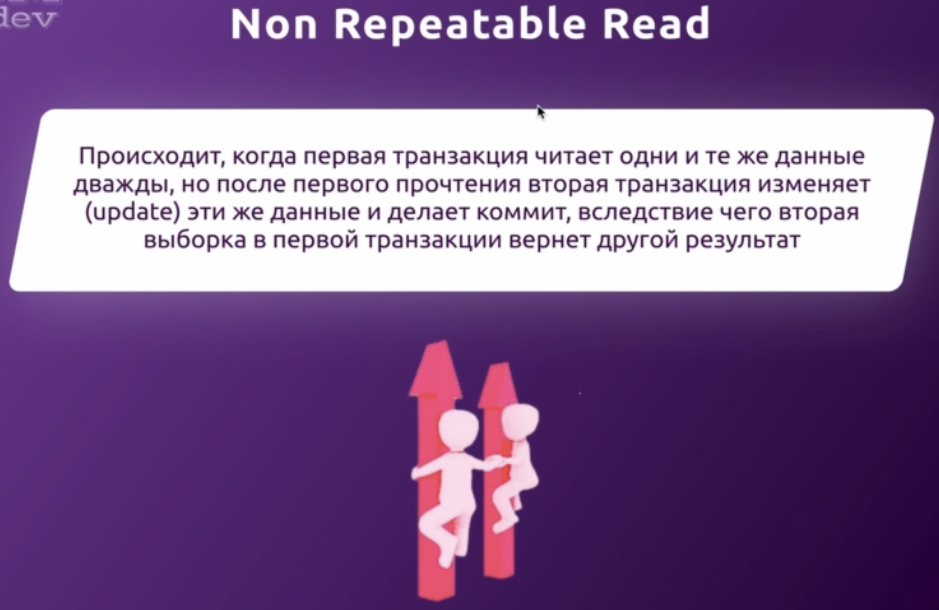 dev
Non Repeatable Read
Происходит, когда первая транзакция читает одни и те же данные
дважды, но после первого прочтения вторая транзакция изменяет
(update) эти же данные и делает коммит, вследствие чего вторая
выборка в первой транзакции вернет другой результат